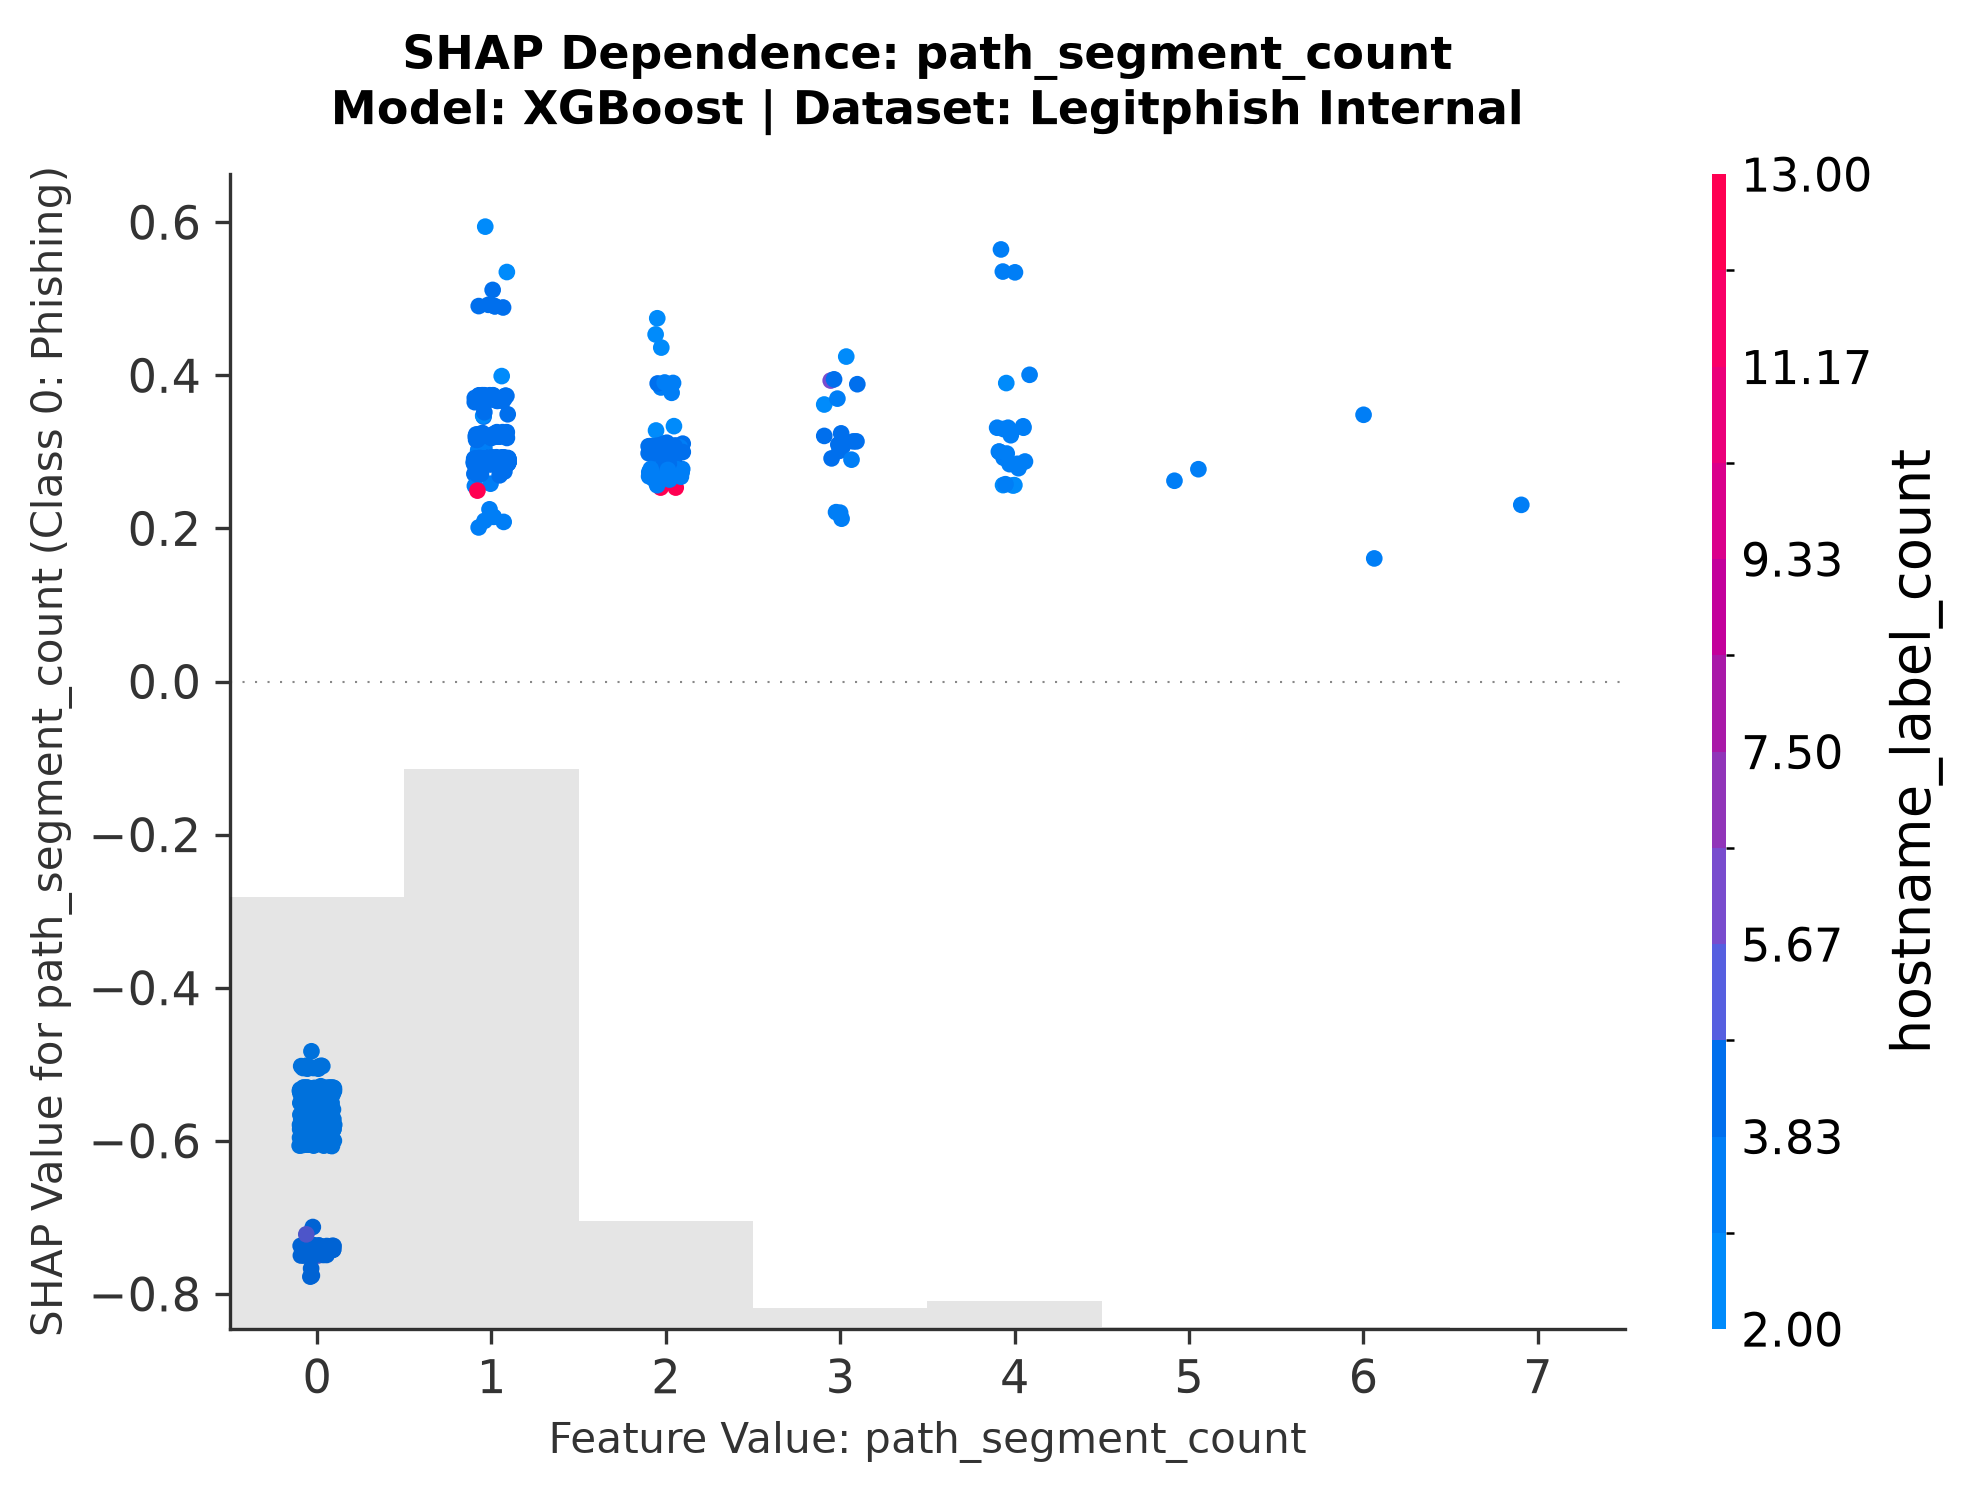 SHAP Dependence: path_segment_count
Model: XGBoost | Dataset: Legitphish Internal
SHAP Value for path_segment_count (Class 0: Phishing)
0.6
0.4
0.2
0.0
−0.2
−0.4
−0.6
−0.8
0 1 2 3 4 5 6 7
Feature Value: path_segment_count
13.00
11.17
9.33
7.50
5.67
3.83
2.00
hostname_label_count